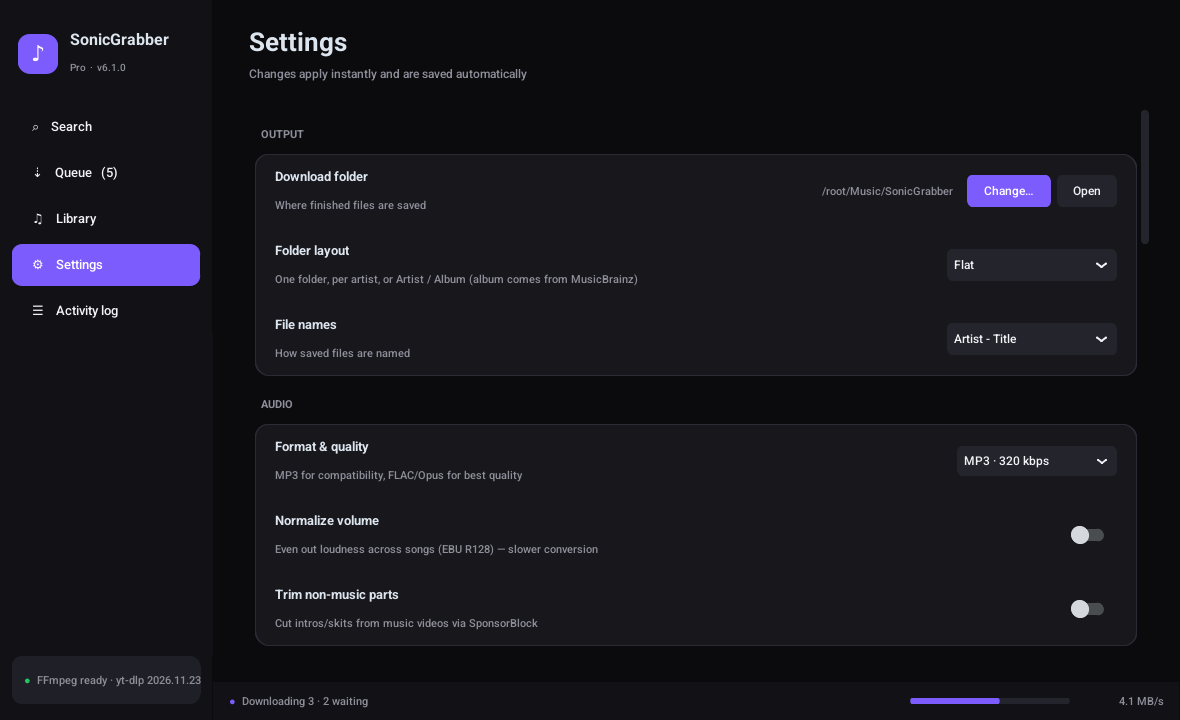 SonicGrabber
Pro · v6.1.0
Search
Queue (5)
Library
Settings
Activity log
FFmpeg ready · yt-dlp 2026.11.23
Settings
Changes apply instantly and are saved automatically
OUTPUT
Download folder
Where finished files are saved
/root/Music/SonicGrabber
Change…
Open
Folder layout
One folder, per artist, or Artist / Album (album comes from MusicBrainz)
Flat
File names
How saved files are named
Artist - Title
AUDIO
Format & quality
MP3 for compatibility, FLAC/Opus for best quality
MP3 · 320 kbps
Normalize volume
Even out loudness across songs (EBU R128) — slower conversion
Trim non-music parts
Cut intros/skits from music videos via SponsorBlock
Downloading 3 · 2 waiting
4.1 MB/s